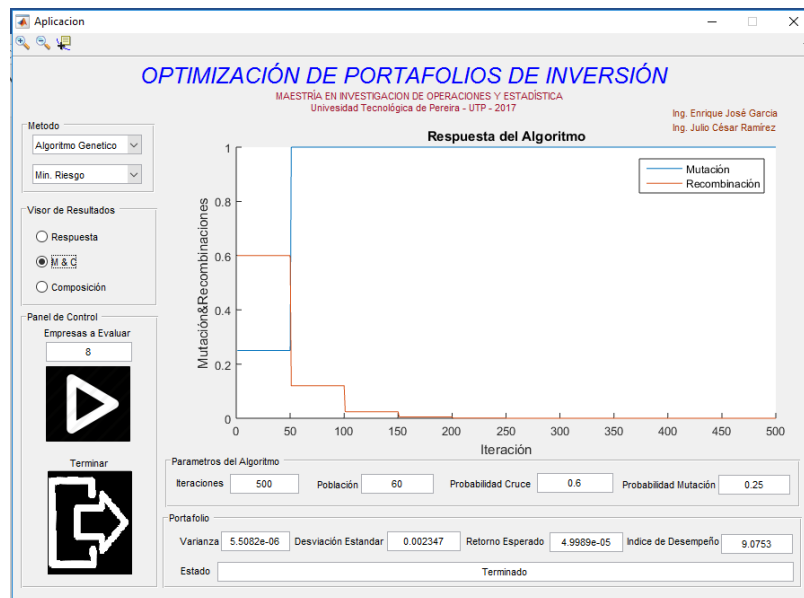 Aplicacion
OPTIMIZACIÓN DE PORTAFOLIOS DE INVERSIÓN
MAESTRÍA EN INVESTIGACION DE OPERACIONES Y ESTADÍSTICA
Univesidad Tecnológica de Pereira - UTP - 2017
Ing. Enrique José Garcia
Ing. Julio César Ramírez
Metodo
Algoritmo Genetico
Min. Riesgo
Visor de Resultados
Respuesta
M & C
Composición
Panel de Control
Empresas a Evaluar
8
Terminar
Respuesta del Algoritmo
Mutación
Recombinación
Mutación&Recombinaciones
1
0.8
0.6
0.4
0.2
0
0 50 100 150 200 250 300 350 400 450 500
Iteración
Parametros del Algoritmo
Iteraciones 500 Población 60 Probabilidad Cruce 0.6 Probabilidad Mutación 0.25
Portafolio
Varianza 5.5082e-06 Desviación Estandar 0.002347 Retorno Esperado 4.9989e-05 Indice de Desempeño 9.0753
Estado Terminado